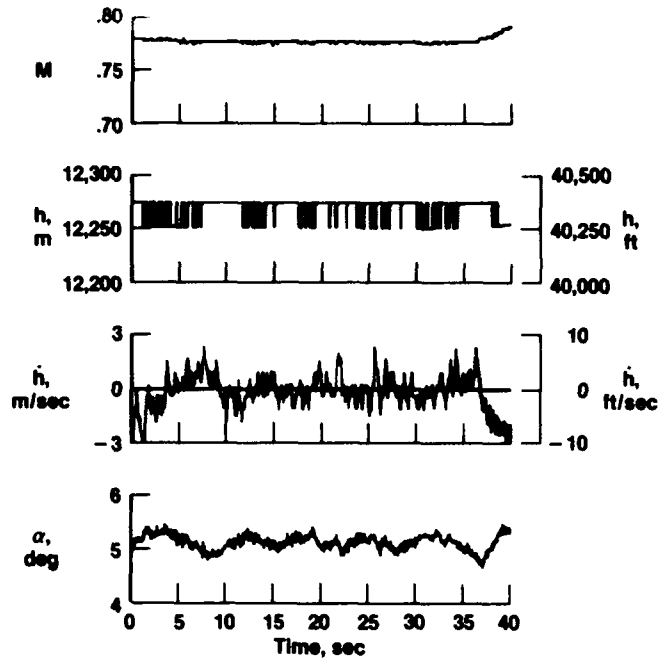 .80
M
.75
.70
12,300
40,500
h,
m
12,250
40,250
h,
ft
12,200
40,000
3
10
ḣ,
m/sec
0
0
ḣ,
ft/sec
−3
−10
6
α,
deg
5
4
0 5 10 15 20 25 30 35 40
Time, sec